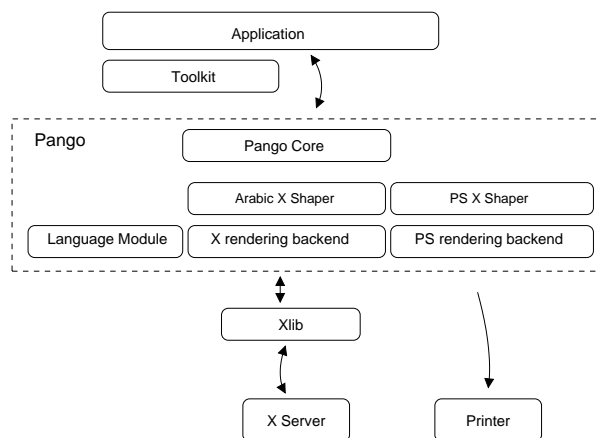 Application
Toolkit
Pango
Pango Core
Arabic X Shaper
PS X Shaper
Language Module
X rendering backend
PS rendering backend
Xlib
X Server
Printer